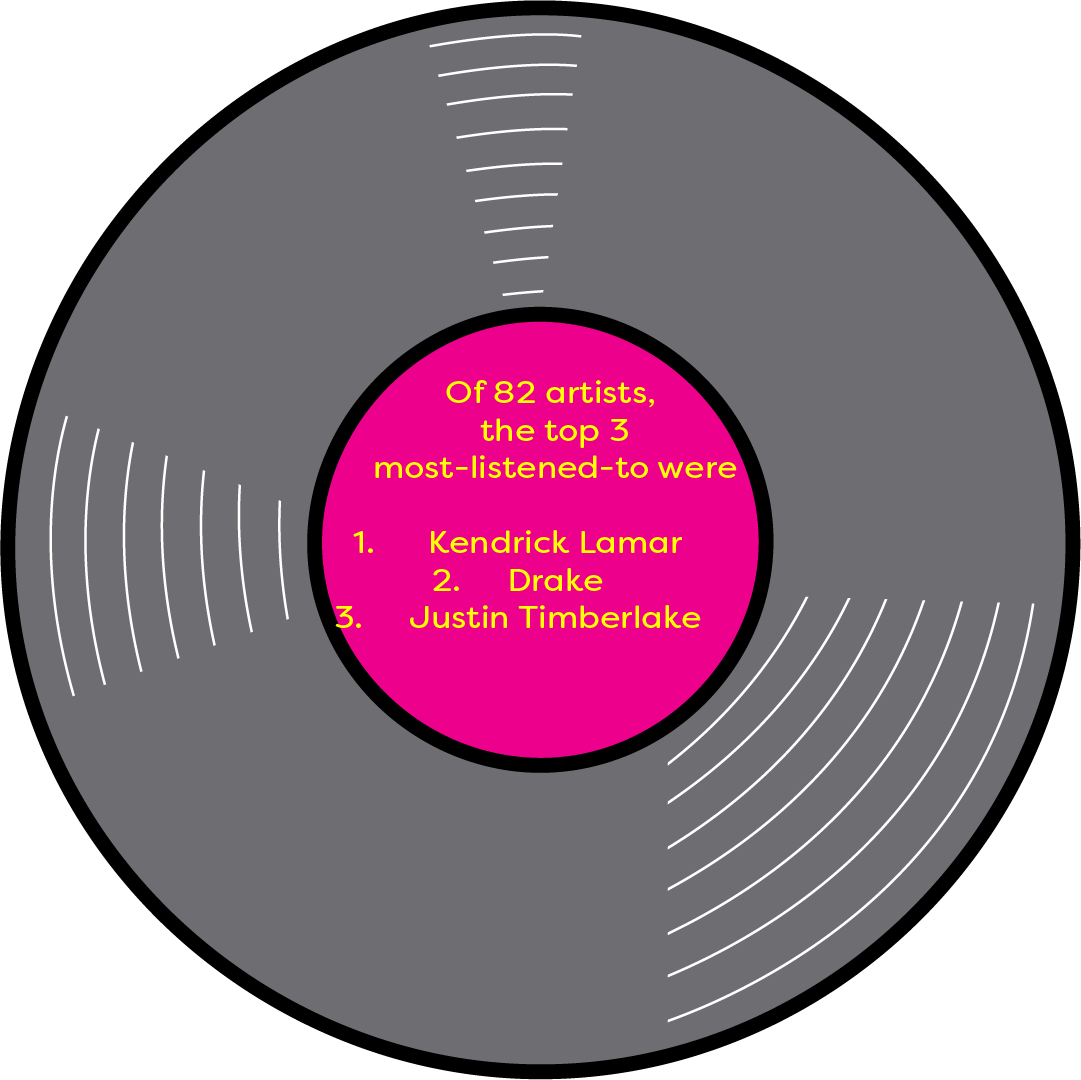 Of 82 artists,
the top 3
most-listened-to were
1. Kendrick Lamar
2. Drake
3. Justin Timberlake